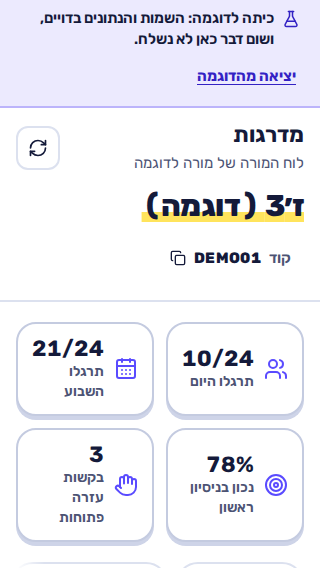 כיתה לדוגמה: השמות והנתונים בדויים,
ושום דבר כאן לא נשלח.
יציאה מהדוגמה
מדרגות
לוח המורה של מורה לדוגמה
ז׳3 (דוגמה)
קוד DEMO01
10/24
תרגלו היום
21/24
תרגלו
השבוע
78%
נכון בניסיון
ראשון
3
בקשות
עזרה
פתוחות